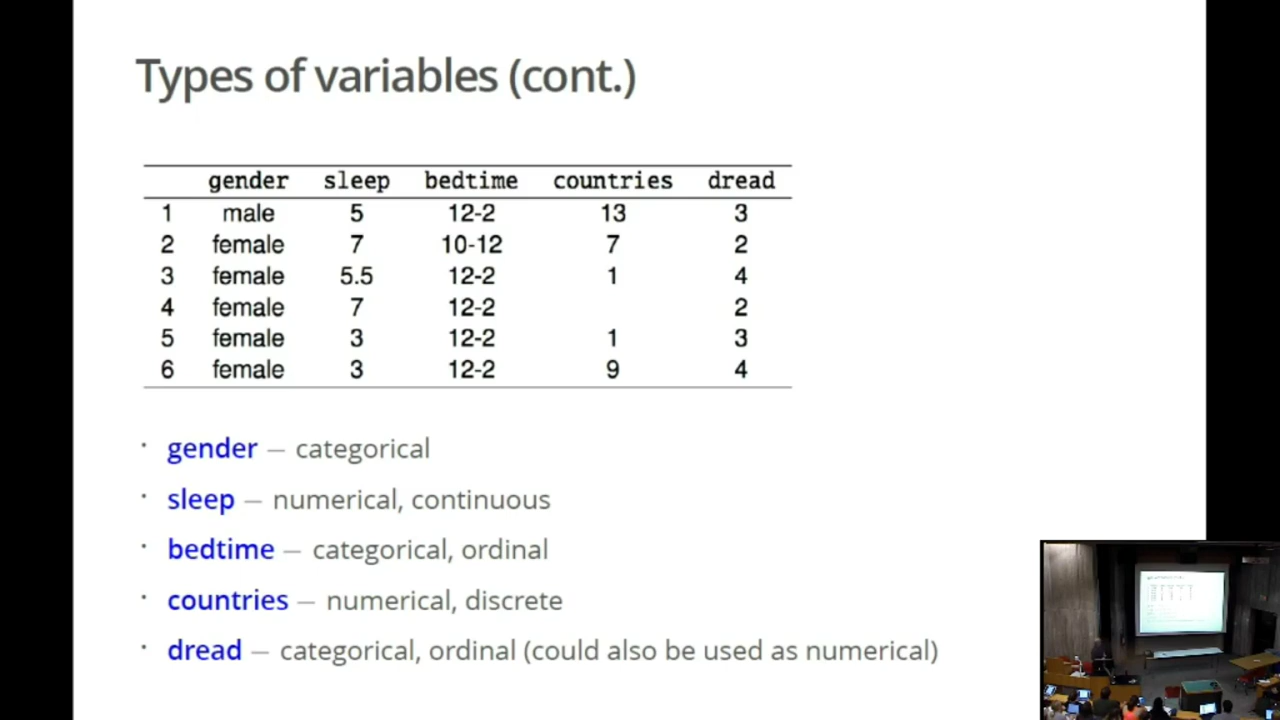 Types of variables (cont.)
gender sleep bedtime countries dread
1 male 5 12-2 13 3
2 female 7 10-12 7 2
3 female 5.5 12-2 1 4
4 female 7 12-2 2
5 female 3 12-2 1 3
6 female 3 12-2 9 4
· gender — categorical
· sleep — numerical, continuous
· bedtime — categorical, ordinal
· countries — numerical, discrete
· dread — categorical, ordinal (could also be used as numerical)